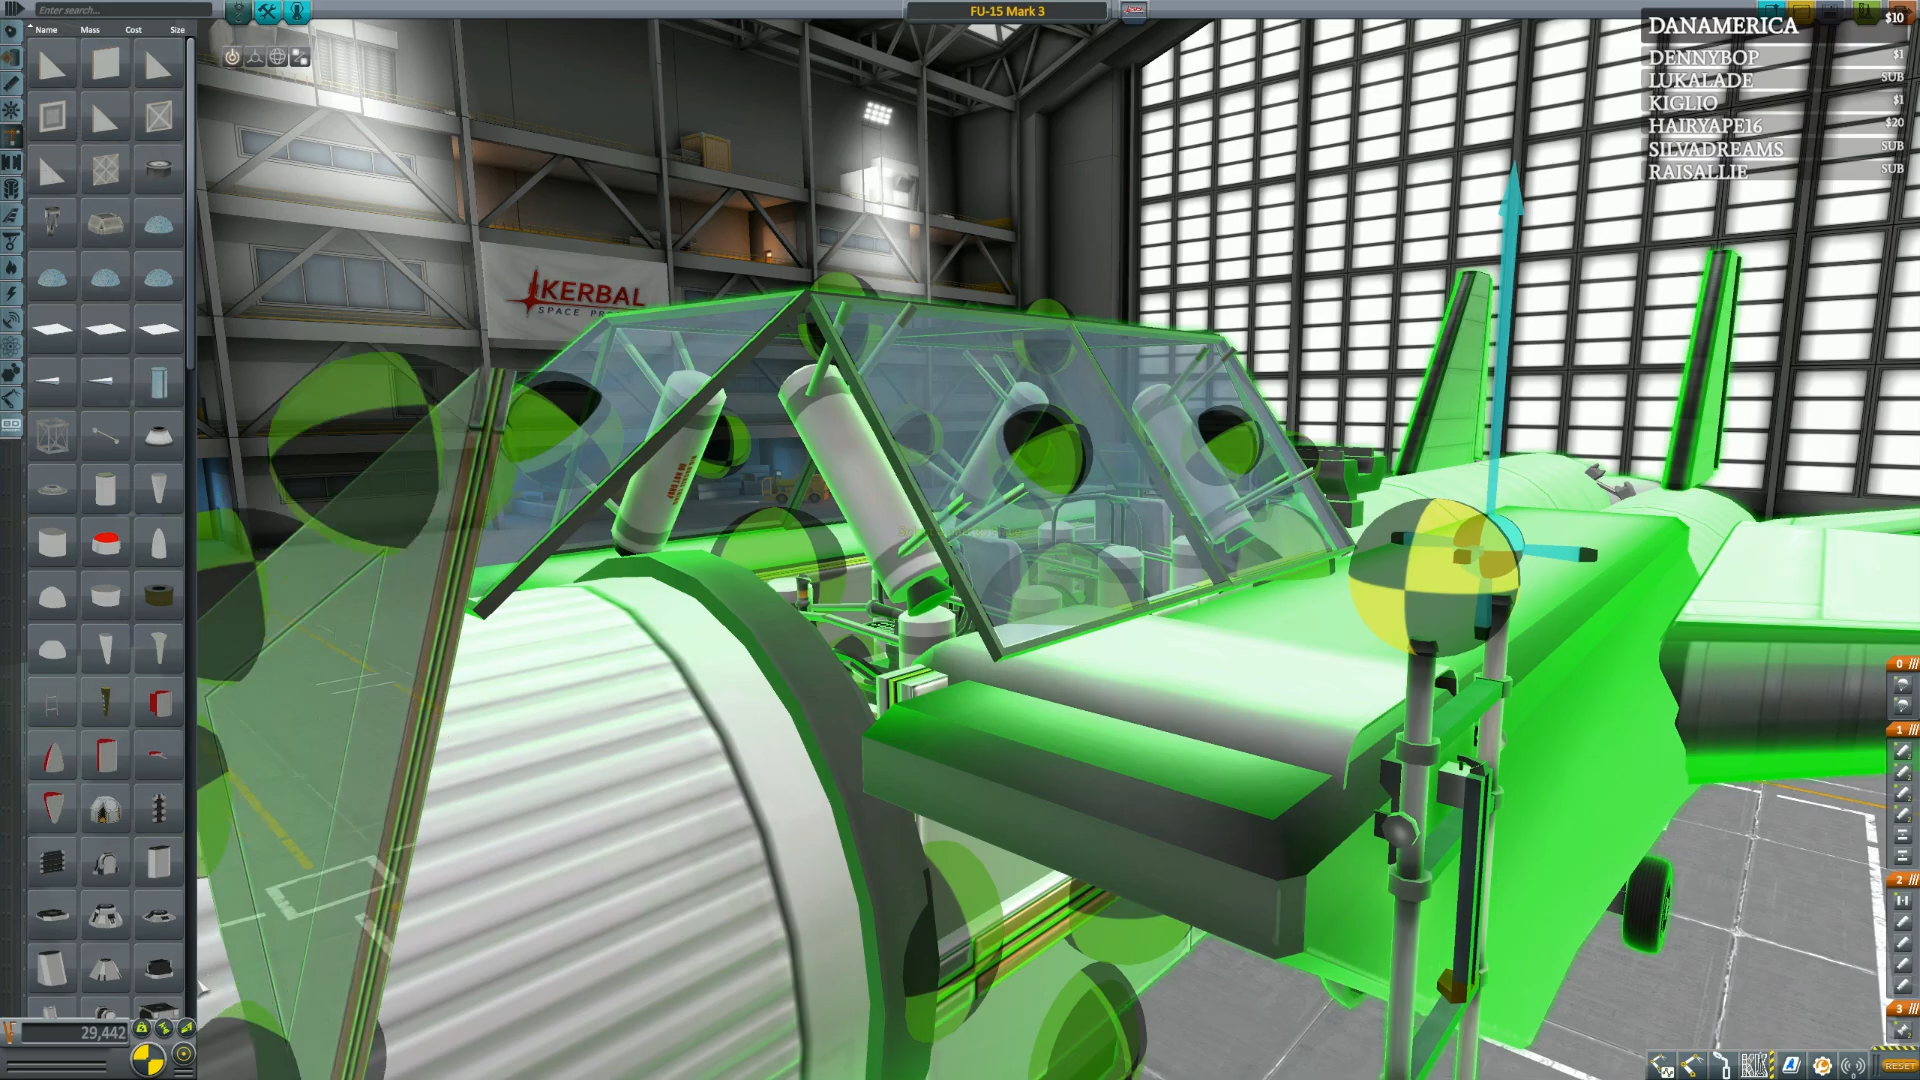 Enter search...
FU-15 Mark 3
Name Mass Cost Size
DANAMERICA $10
DENNYBOP $1
LUKALADE SUB
KIGLIO $1
HAIRYAPE16 $20
SILVADREAMS SUB
RAISALLIE SUB
KERBAL
SPACE PR
0
1
2
3
29,442
RESET